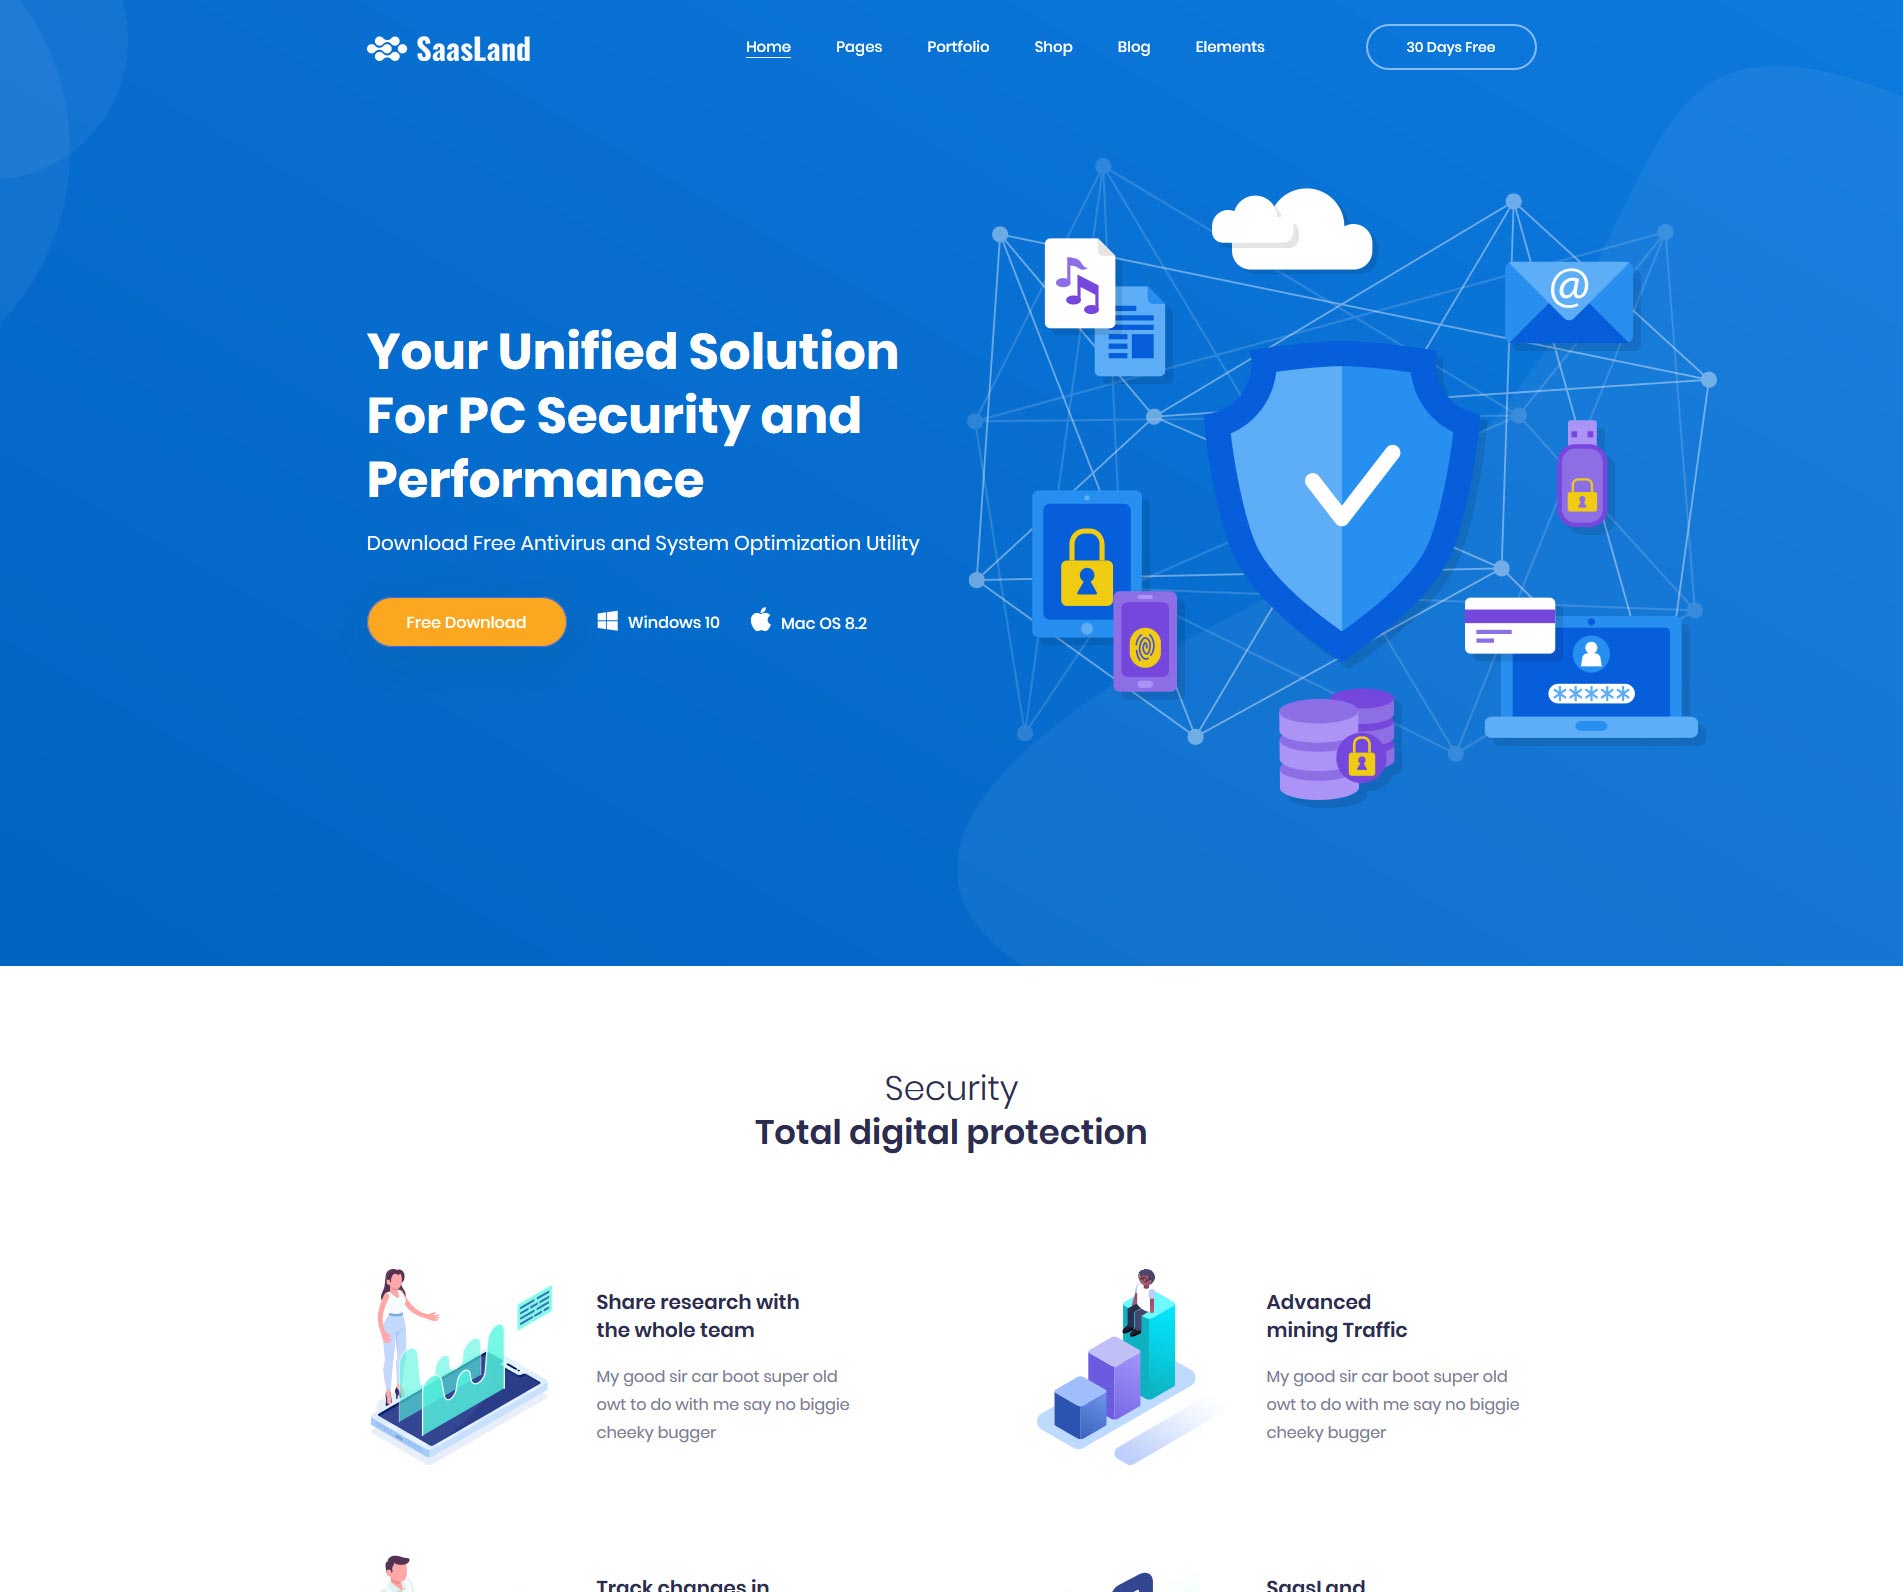 SaasLand
Home
Pages
Portfolio
Shop
Blog
Elements
30 Days Free
Your Unified Solution
For PC Security and
Performance
Download Free Antivirus and System Optimization Utility
Free Download
Windows 10
Mac OS 8.2
@
*****
Security
Total digital protection
Share research with
the whole team
My good sir car boot super old
owt to do with me say no biggie
cheeky bugger
Advanced
mining Traffic
My good sir car boot super old
owt to do with me say no biggie
cheeky bugger
Track changes in
SaasLand